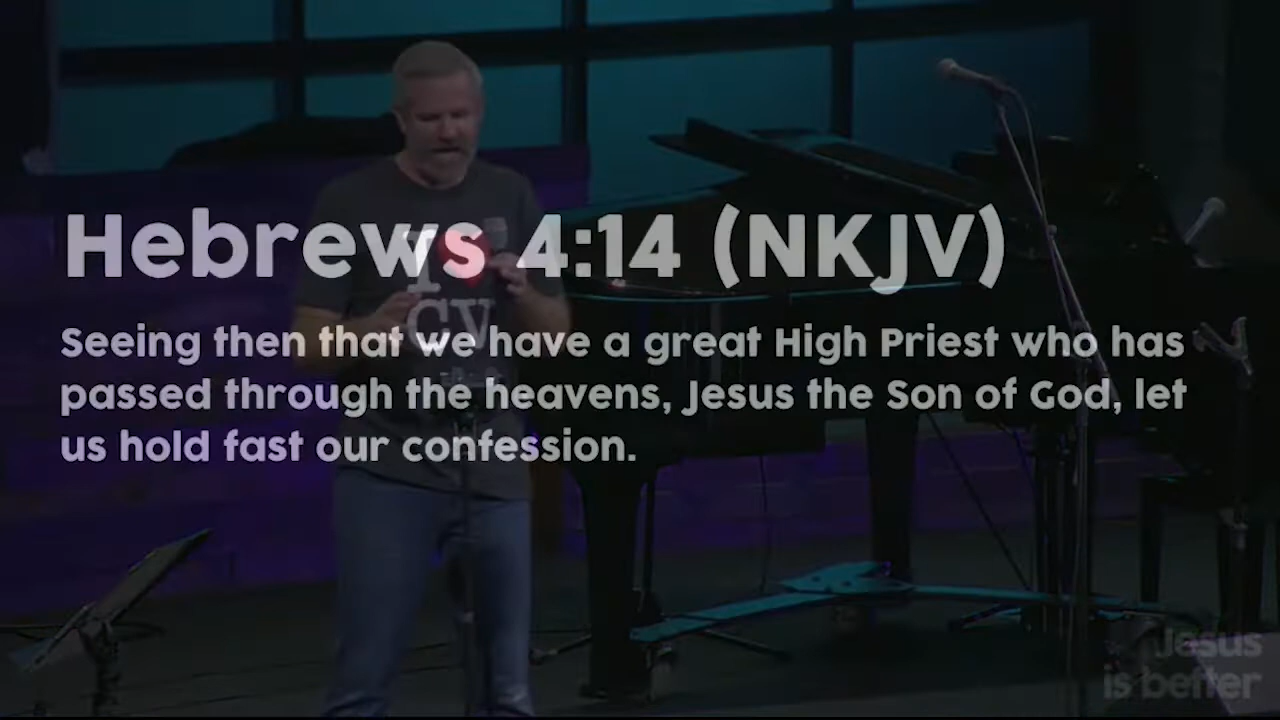 Hebrews 4:14 (NKJV)
Seeing then that we have a great High Priest who has
passed through the heavens, Jesus the Son of God, let
us hold fast our confession.
I
CV
Jesus
is better